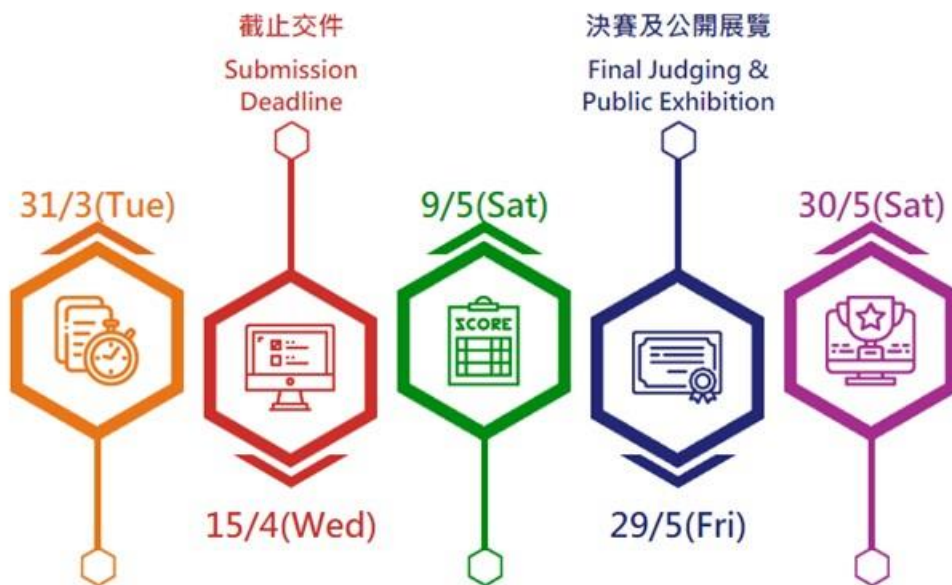 截止交件
Submission
Deadline
決賽及公開展覽
Final Judging &
Public Exhibition
31/3(Tue)
9/5(Sat)
30/5(Sat)
SCORE
15/4(Wed)
29/5(Fri)